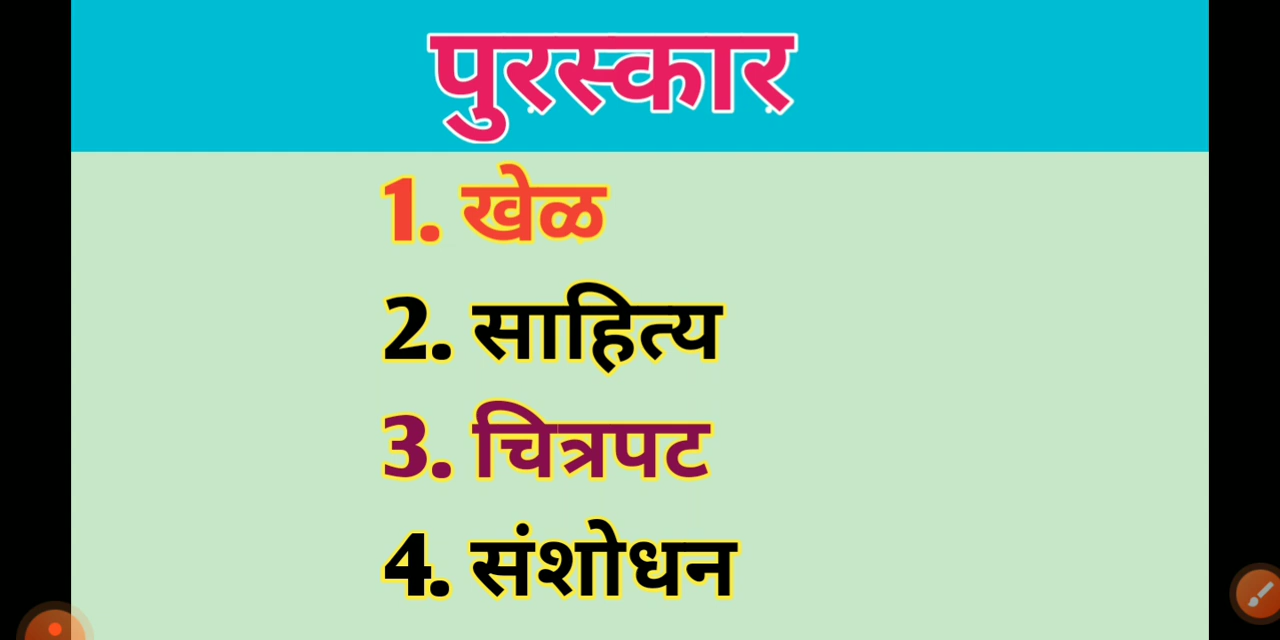 पुरस्कार
1. खेळ
2. साहित्य
3. चित्रपट
4. संशोधन